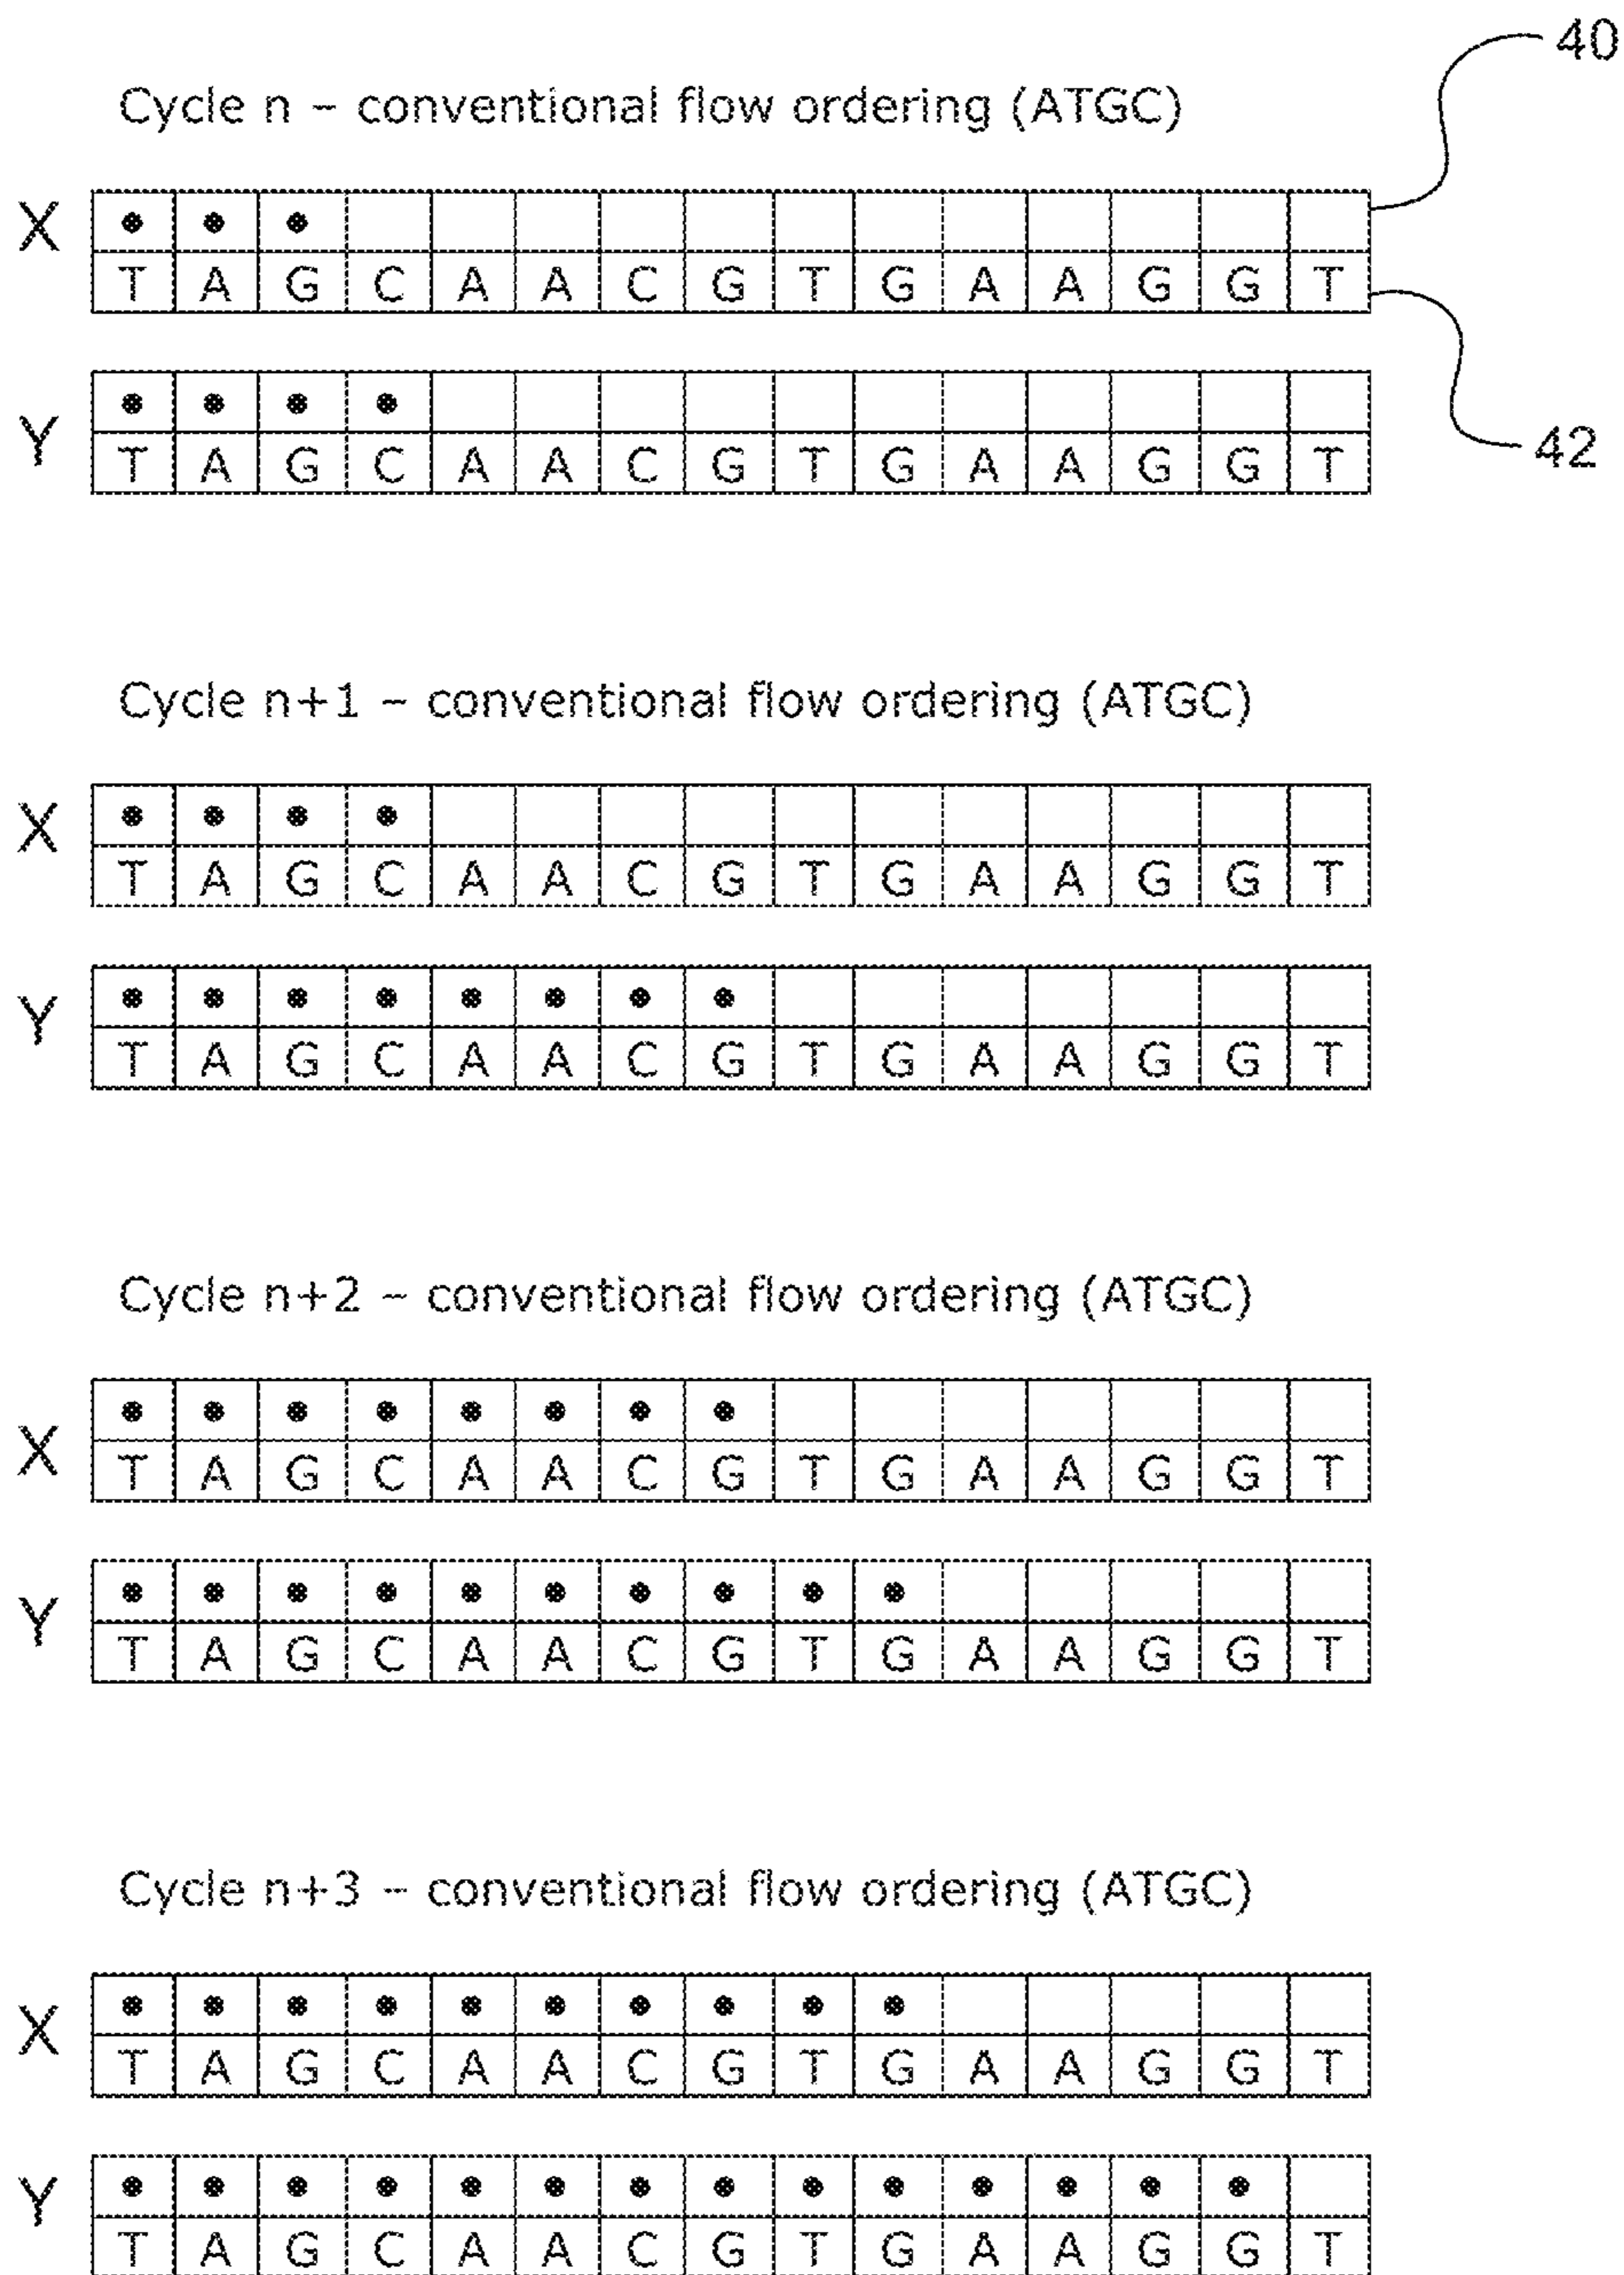 40
Cycle n – conventional flow ordering (ATGC)
X
T A G C A A C G T G A A G G T
Y
T A G C A A C G T G A A G G T
42
Cycle n+1 – conventional flow ordering (ATGC)
X
T A G C A A C G T G A A G G T
Y
T A G C A A C G T G A A G G T
Cycle n+2 – conventional flow ordering (ATGC)
X
T A G C A A C G T G A A G G T
Y
T A G C A A C G T G A A G G T
Cycle n+3 – conventional flow ordering (ATGC)
X
T A G C A A C G T G A A G G T
Y
T A G C A A C G T G A A G G T